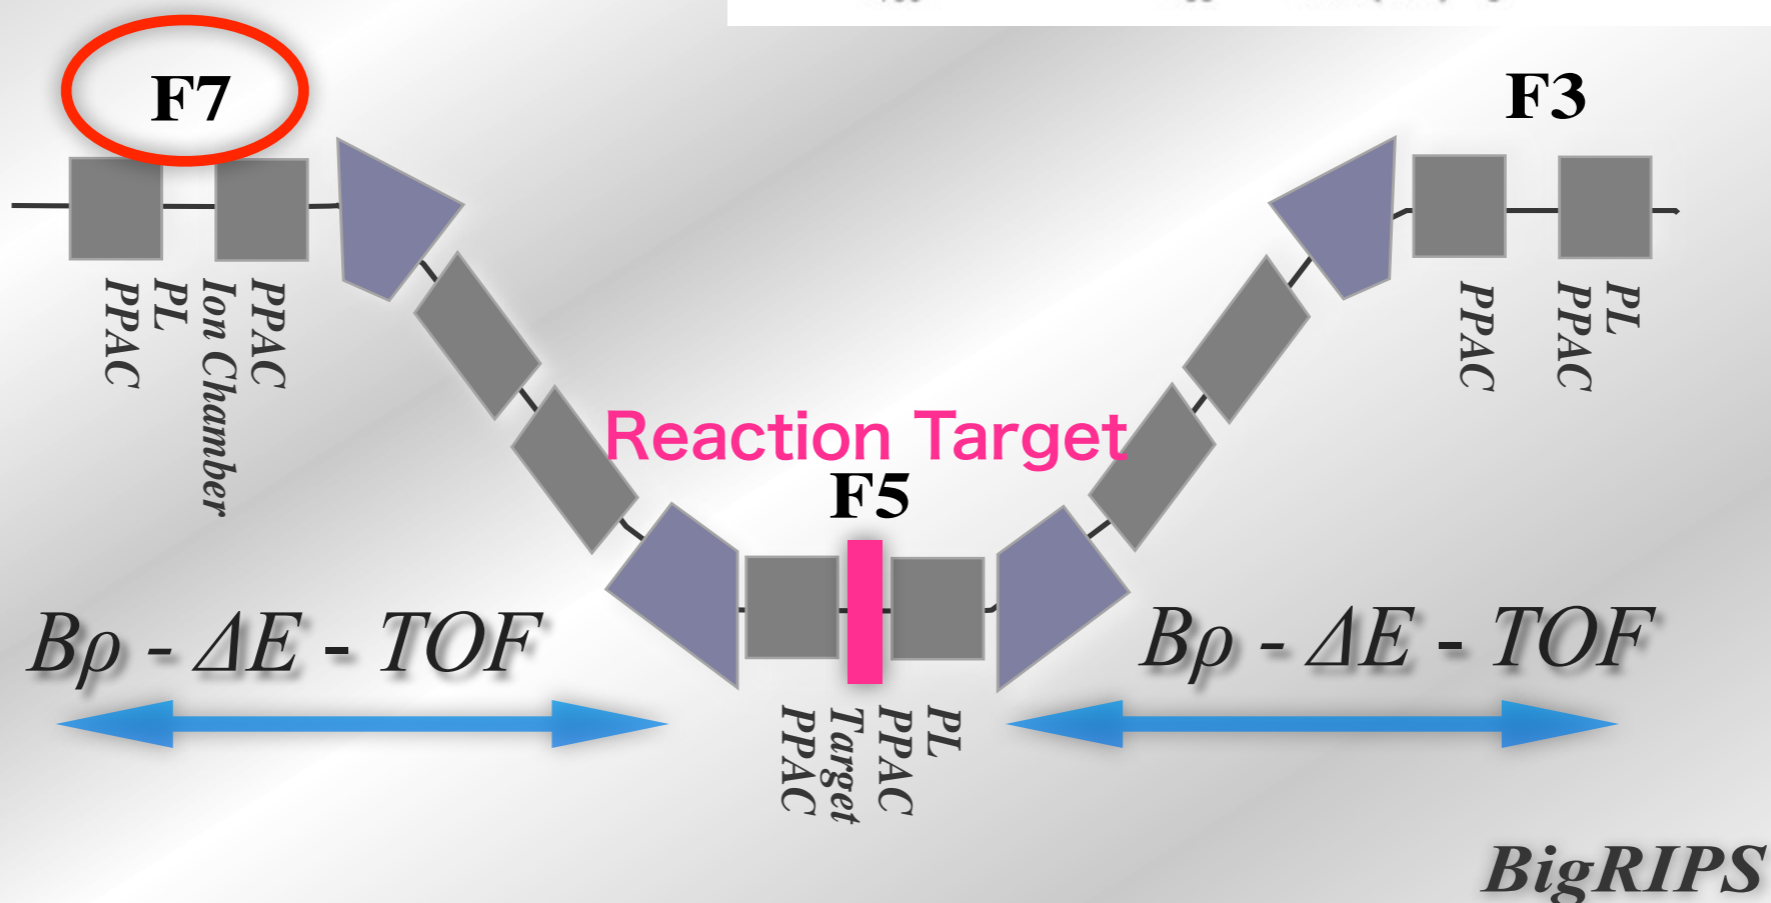 F7
F3
PPAC
PL
Ion Chamber
PPAC
PPAC
PPAC
PL
Reaction Target
F5
Bρ - ΔE - TOF
Bρ - ΔE - TOF
PPAC
Target
PPAC
PL
BigRIPS